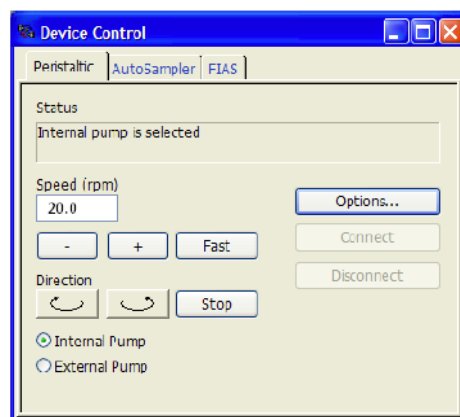 Device Control
Peristaltic AutoSampler FIAS
Status
Internal pump is selected
Speed (rpm)
20.0
Options...
- + Fast
Connect
Direction
Disconnect
Stop
Internal Pump
External Pump